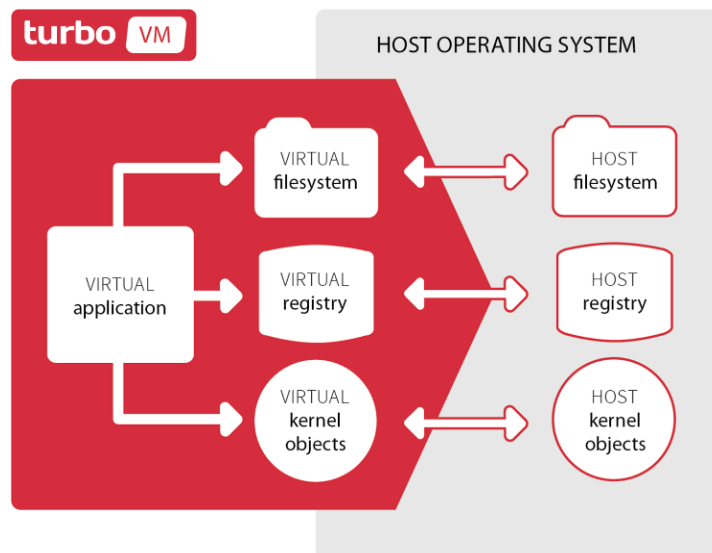 turbo VM
HOST OPERATING SYSTEM
VIRTUAL
filesystem
HOST
filesystem
VIRTUAL
application
VIRTUAL
registry
HOST
registry
VIRTUAL
kernel
objects
HOST
kernel
objects